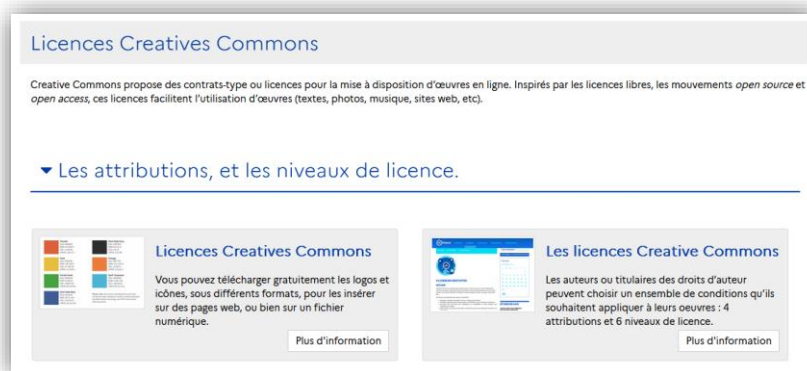 Licences Creatives Commons
Creative Commons propose des contrats-type ou licences pour la mise à disposition d'œuvres en ligne. Inspirés par les licences libres, les mouvements open source et
open access, ces licences facilitent l'utilisation d'œuvres (textes, photos, musique, sites web, etc).
Les attributions, et les niveaux de licence.
Licences Creatives Commons
Vous pouvez télécharger gratuitement les logos et
icônes, sous différents formats, pour les insérer
sur des pages web, ou bien sur un fichier
numérique.
Plus d'information
Les licences Creative Commons
Les auteurs ou titulaires des droits d'auteur
peuvent choisir un ensemble de conditions qu'ils
souhaitent appliquer à leurs oeuvres : 4
attributions et 6 niveaux de licence.
Plus d'information